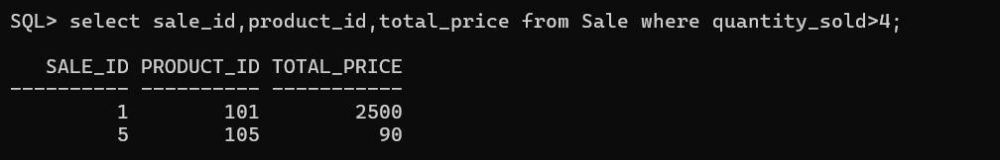 SQL> select sale_id,product_id,total_price from Sale where quantity_sold>4;
SALE_ID PRODUCT_ID TOTAL_PRICE
---------- ---------- -----------
1 101 2500
5 105 90